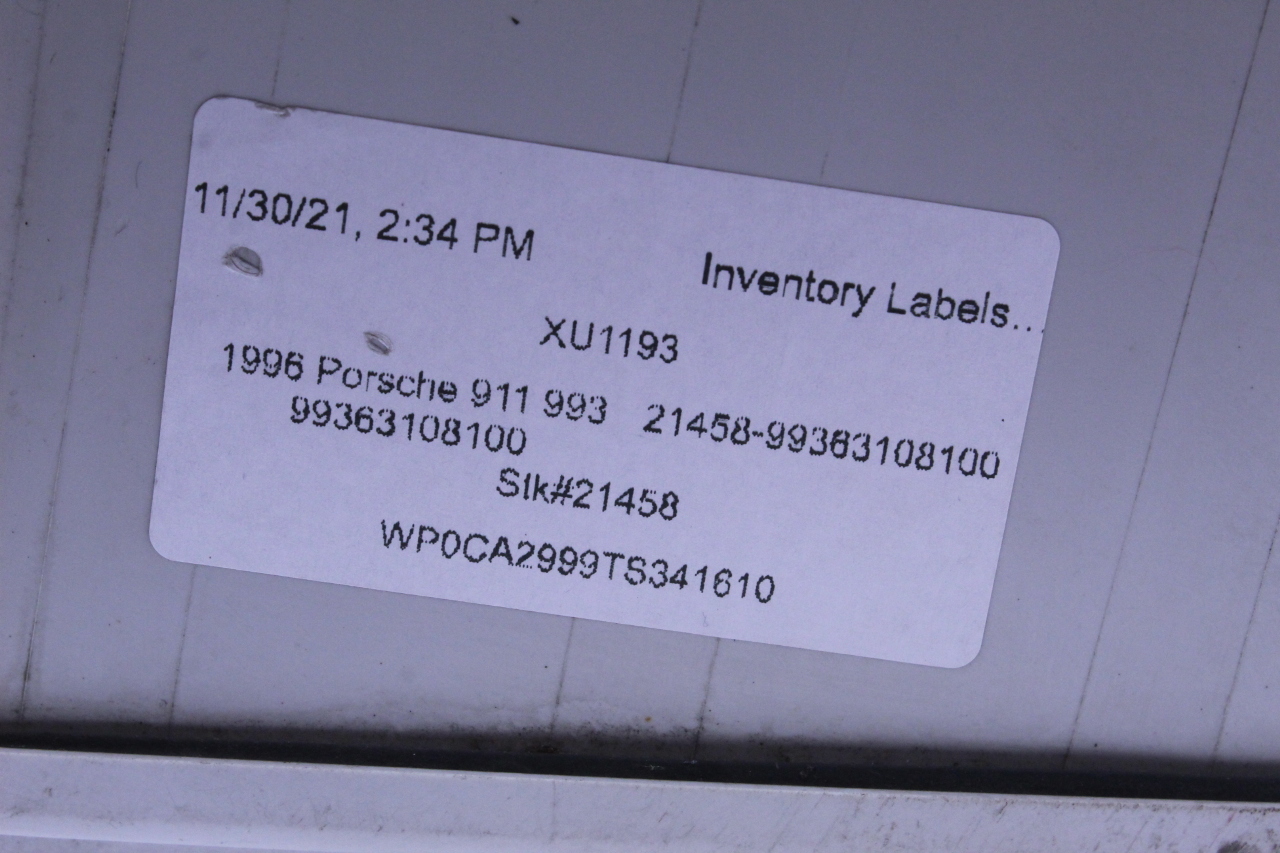 11/30/21, 2:34 PM
Inventory Labels...
XU1193
1996 Porsche 911 993 21458-99363108100
99363108100
Stk#21458
WP0CA2999TS341610